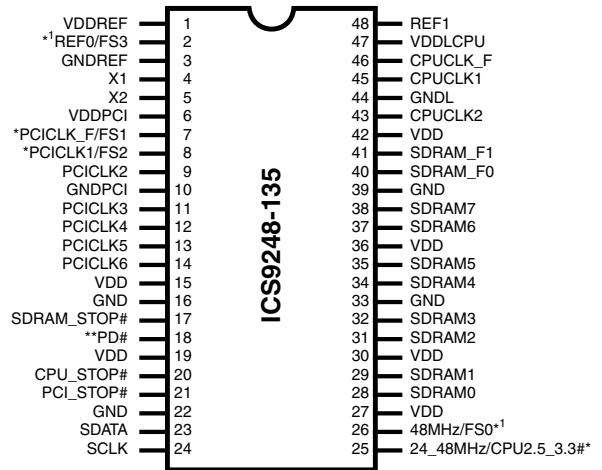 VDDREF 1
*¹REF0/FS3 2
GNDREF 3
X1 4
X2 5
VDDPCI 6
*PCICLK_F/FS1 7
*PCICLK1/FS2 8
PCICLK2 9
GNDPCI 10
PCICLK3 11
PCICLK4 12
PCICLK5 13
PCICLK6 14
VDD 15
GND 16
SDRAM_STOP# 17
**PD# 18
VDD 19
CPU_STOP# 20
PCI_STOP# 21
GND 22
SDATA 23
SCLK 24
ICS9248-135
48 REF1
47 VDDLCPU
46 CPUCLK_F
45 CPUCLK1
44 GNDL
43 CPUCLK2
42 VDD
41 SDRAM_F1
40 SDRAM_F0
39 GND
38 SDRAM7
37 SDRAM6
36 VDD
35 SDRAM5
34 SDRAM4
33 GND
32 SDRAM3
31 SDRAM2
30 VDD
29 SDRAM1
28 SDRAM0
27 VDD
26 48MHz/FS0*¹
25 24_48MHz/CPU2.5_3.3#*